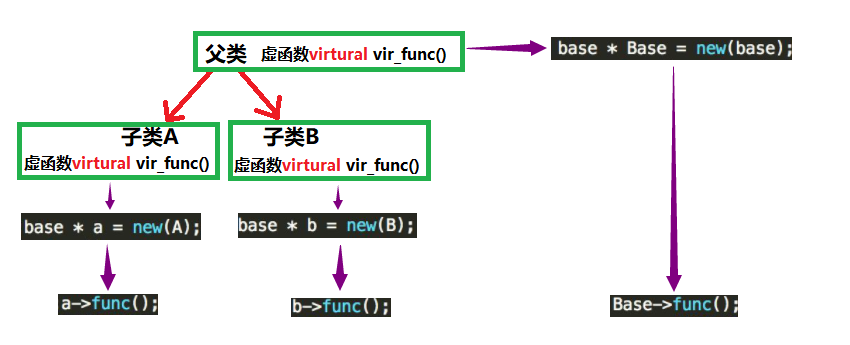 父类 虚函数virtural vir_func()
base * Base = new(base);
子类A
虚函数virtural vir_func()
子类B
虚函数virtural vir_func()
base * a = new(A);
base * b = new(B);
a->func();
b->func();
Base->func();